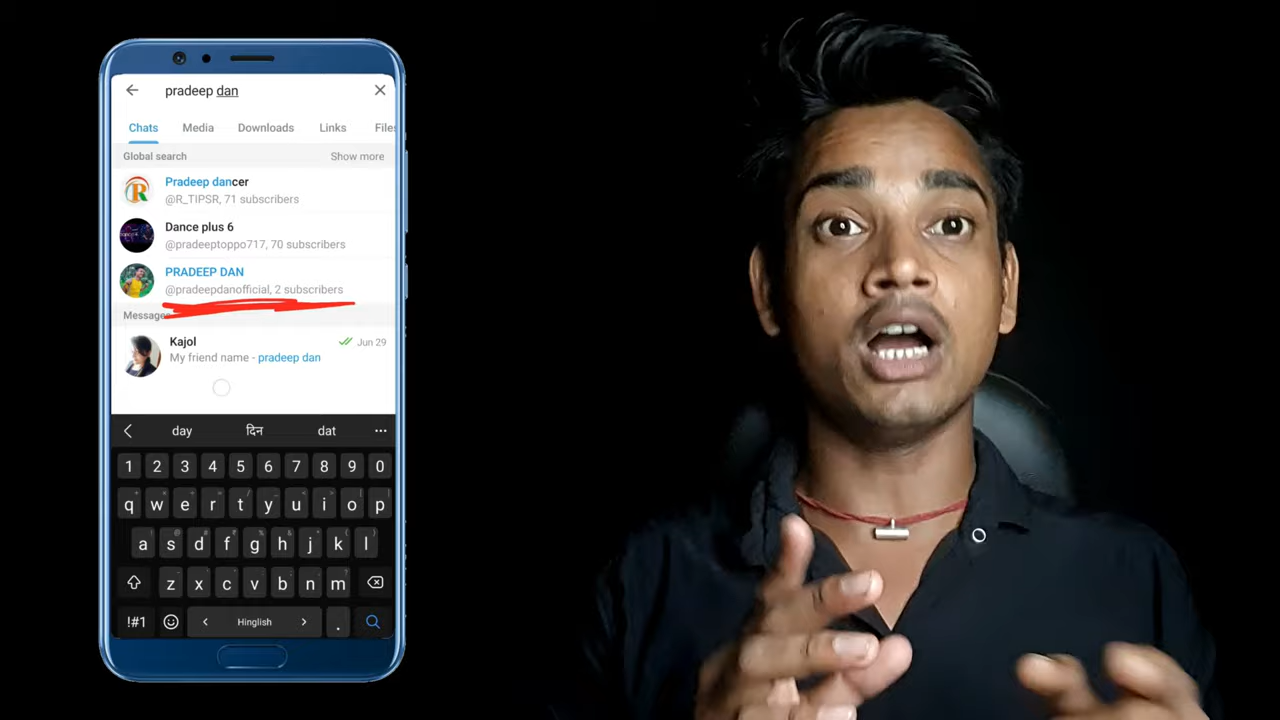 pradeep dan
Chats Media Downloads Links Files
Global search Show more
Pradeep dancer
@R_TIPSR, 71 subscribers
Dance plus 6
@pradeeptoppo717, 70 subscribers
PRADEEP DAN
@pradeepdanofficial, 2 subscribers
Messages
Kajol Jun 29
My friend name - pradeep dan
day दिन dat ...
1 2 3 4 5 6 7 8 9 0
q w e r t y u i o p
a s d f g h j k l
z x c v b n m
!#1 < Hinglish > .